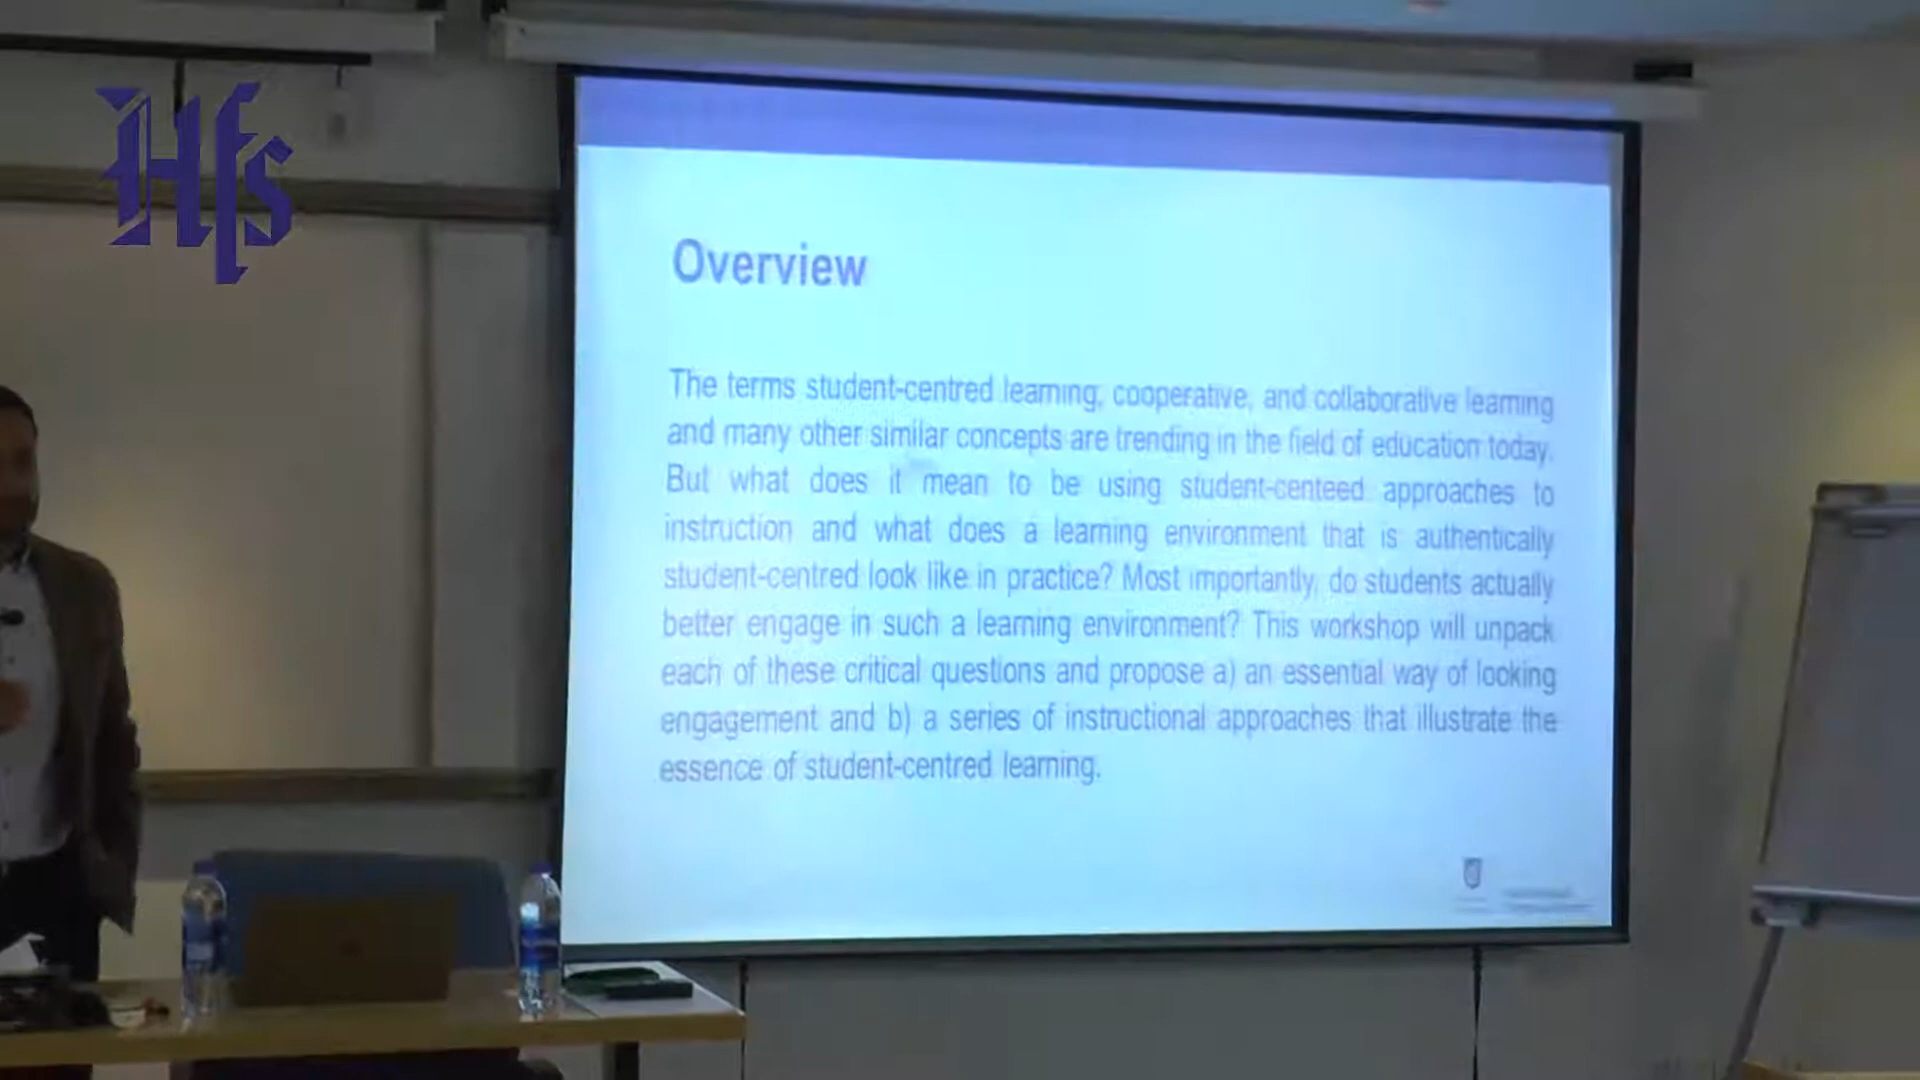 Hfs
Overview
The terms student-centred learning, cooperative, and collaborative learning
and many other similar concepts are trending in the field of education today.
But what does it mean to be using student-centeed approaches to
instruction and what does a learning environment that is authentically
student-centred look like in practice? Most importantly, do students actually
better engage in such a learning environment? This workshop will unpack
each of these critical questions and propose a) an essential way of looking
engagement and b) a series of instructional approaches that illustrate the
essence of student-centred learning.